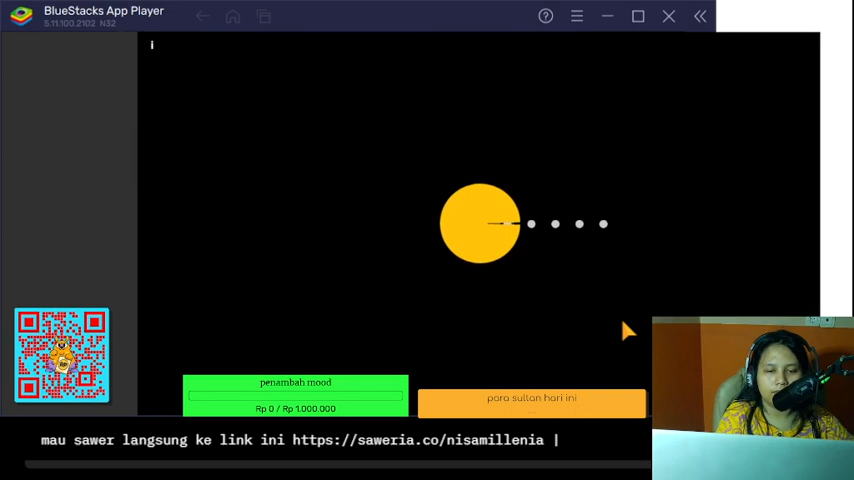 BlueStacks App Player
5.11.100.2102 N32
i
penambah mood
Rp 0 / Rp 1.000.000
para sultan hari ini
...
mau sawer langsung ke link ini https://saweria.co/nisamillenia |